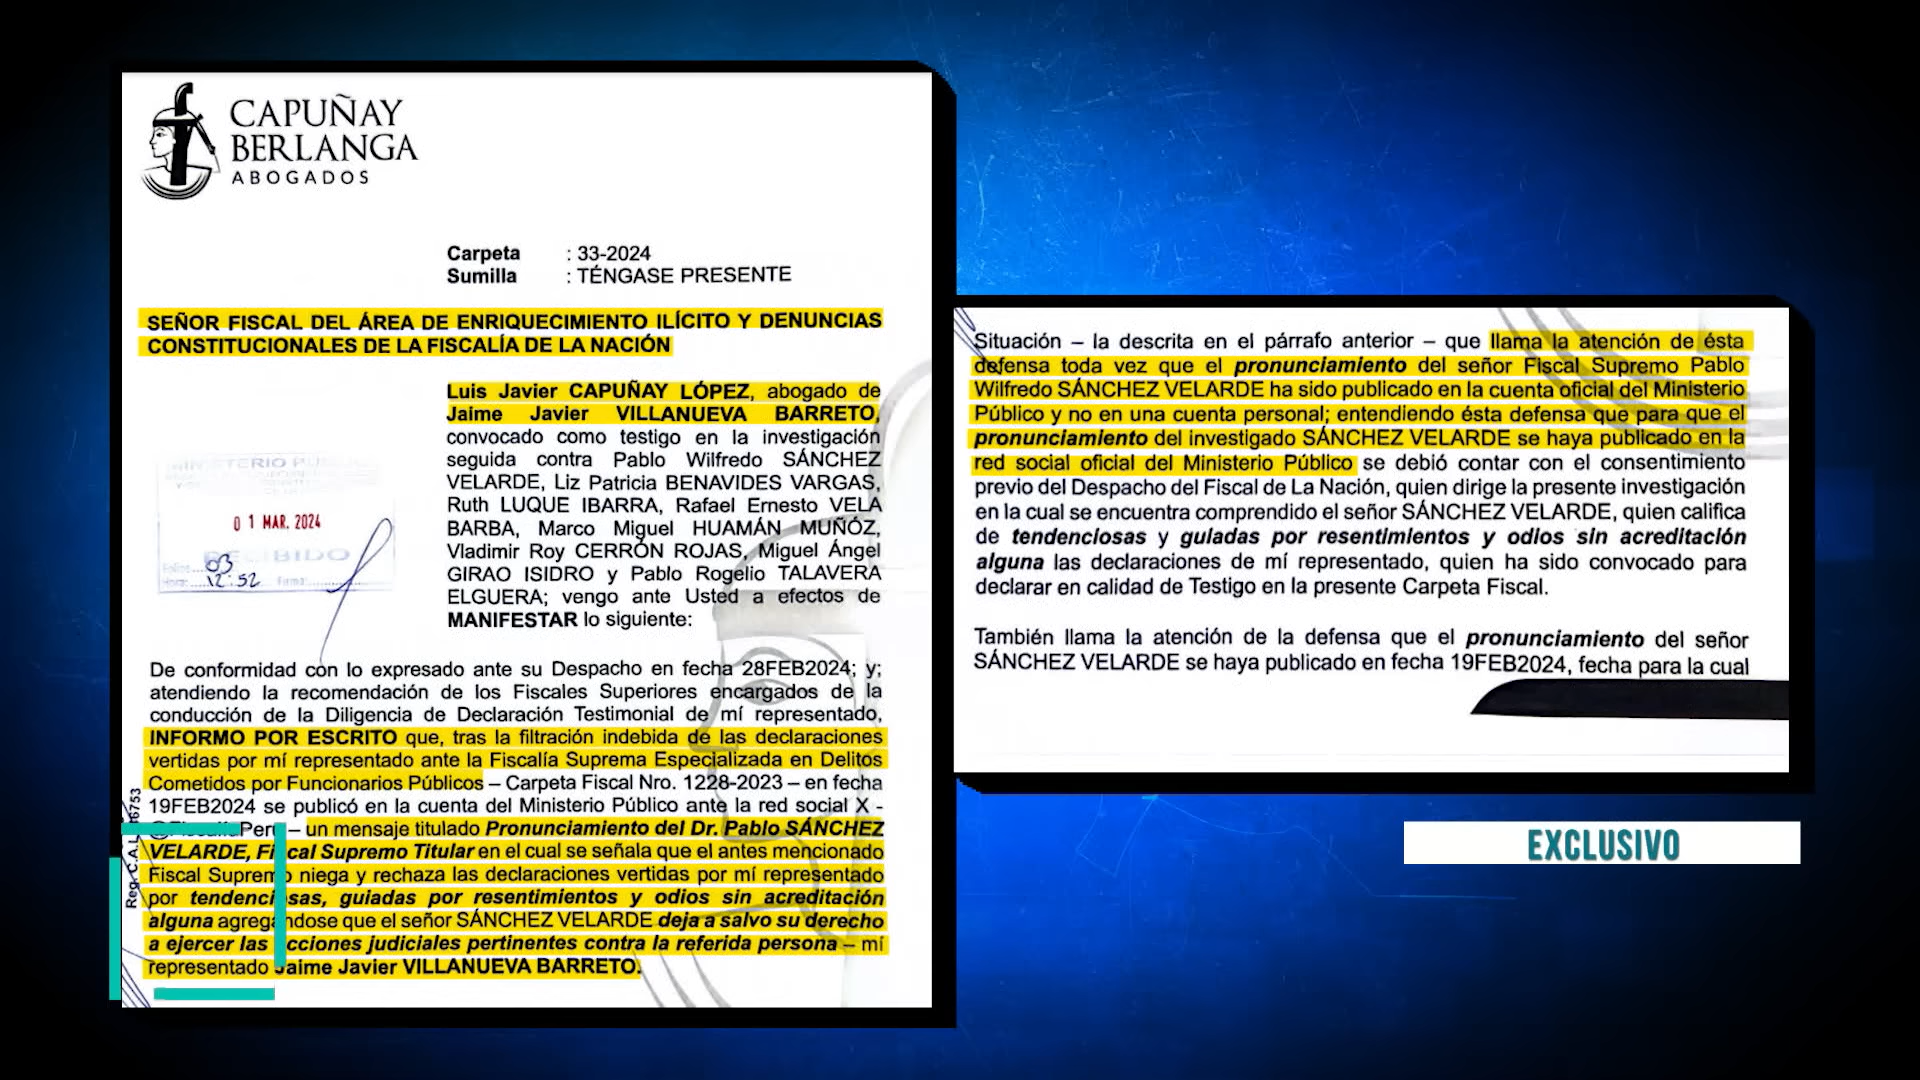 CAPUÑAY
BERLANGA
ABOGADOS
Carpeta : 33-2024
Sumilla : TÉNGASE PRESENTE
SEÑOR FISCAL DEL ÁREA DE ENRIQUECIMIENTO ILÍCITO Y DENUNCIAS
CONSTITUCIONALES DE LA FISCALÍA DE LA NACIÓN
Luis Javier CAPUÑAY LÓPEZ, abogado de
Jaime Javier VILLANUEVA BARRETO,
convocado como testigo en la investigación
seguida contra Pablo Wilfredo SÁNCHEZ
VELARDE, Liz Patricia BENAVIDES VARGAS,
Ruth LUQUE IBARRA, Rafael Ernesto VELA
BARBA, Marco Miguel HUAMÁN MUÑÓZ,
Vladimir Roy CERRÓN ROJAS, Miguel Ángel
GIRAO ISIDRO y Pablo Rogelio TALAVERA
ELGUERA; vengo ante Usted a efectos de
MANIFESTAR lo siguiente:
MINISTERIO
0 1 MAR. 2024
RECIBIDO
Folios 03
Hora: 12:52 Firma:
De conformidad con lo expresado ante su Despacho en fecha 28FEB2024; y;
atendiendo la recomendación de los Fiscales Superiores encargados de la
conducción de la Diligencia de Declaración Testimonial de mí representado,
INFORMO POR ESCRITO que, tras la filtración indebida de las declaraciones
vertidas por mí representado ante la Fiscalía Suprema Especializada en Delitos
Cometidos por Funcionarios Públicos – Carpeta Fiscal Nro. 1228-2023 – en fecha
19FEB2024 se publicó en la cuenta del Ministerio Público ante la red social X -
– un mensaje titulado Pronunciamiento del Dr. Pablo SÁNCHEZ
VELARDE, Fiscal Supremo Titular en el cual se señala que el antes mencionado
Fiscal Supremo niega y rechaza las declaraciones vertidas por mí representado
por tendenciosas, guiadas por resentimientos y odios sin acreditación
alguna agregándose que el señor SÁNCHEZ VELARDE deja a salvo su derecho
a ejercer las acciones judiciales pertinentes contra la referida persona – mí
representado Jaime Javier VILLANUEVA BARRETO.
Reg. C.A.L.
Situación – la descrita en el párrafo anterior – que llama la atención de ésta
defensa toda vez que el pronunciamiento del señor Fiscal Supremo Pablo
Wilfredo SÁNCHEZ VELARDE ha sido publicado en la cuenta oficial del Ministerio
Público y no en una cuenta personal; entendiendo ésta defensa que para que el
pronunciamiento del investigado SÁNCHEZ VELARDE se haya publicado en la
red social oficial del Ministerio Público se debió contar con el consentimiento
previo del Despacho del Fiscal de La Nación, quien dirige la presente investigación
en la cual se encuentra comprendido el señor SÁNCHEZ VELARDE, quien califica
de tendenciosas y guiadas por resentimientos y odios sin acreditación
alguna las declaraciones de mí representado, quien ha sido convocado para
declarar en calidad de Testigo en la presente Carpeta Fiscal.
También llama la atención de la defensa que el pronunciamiento del señor
SÁNCHEZ VELARDE se haya publicado en fecha 19FEB2024, fecha para la cual
EXCLUSIVO